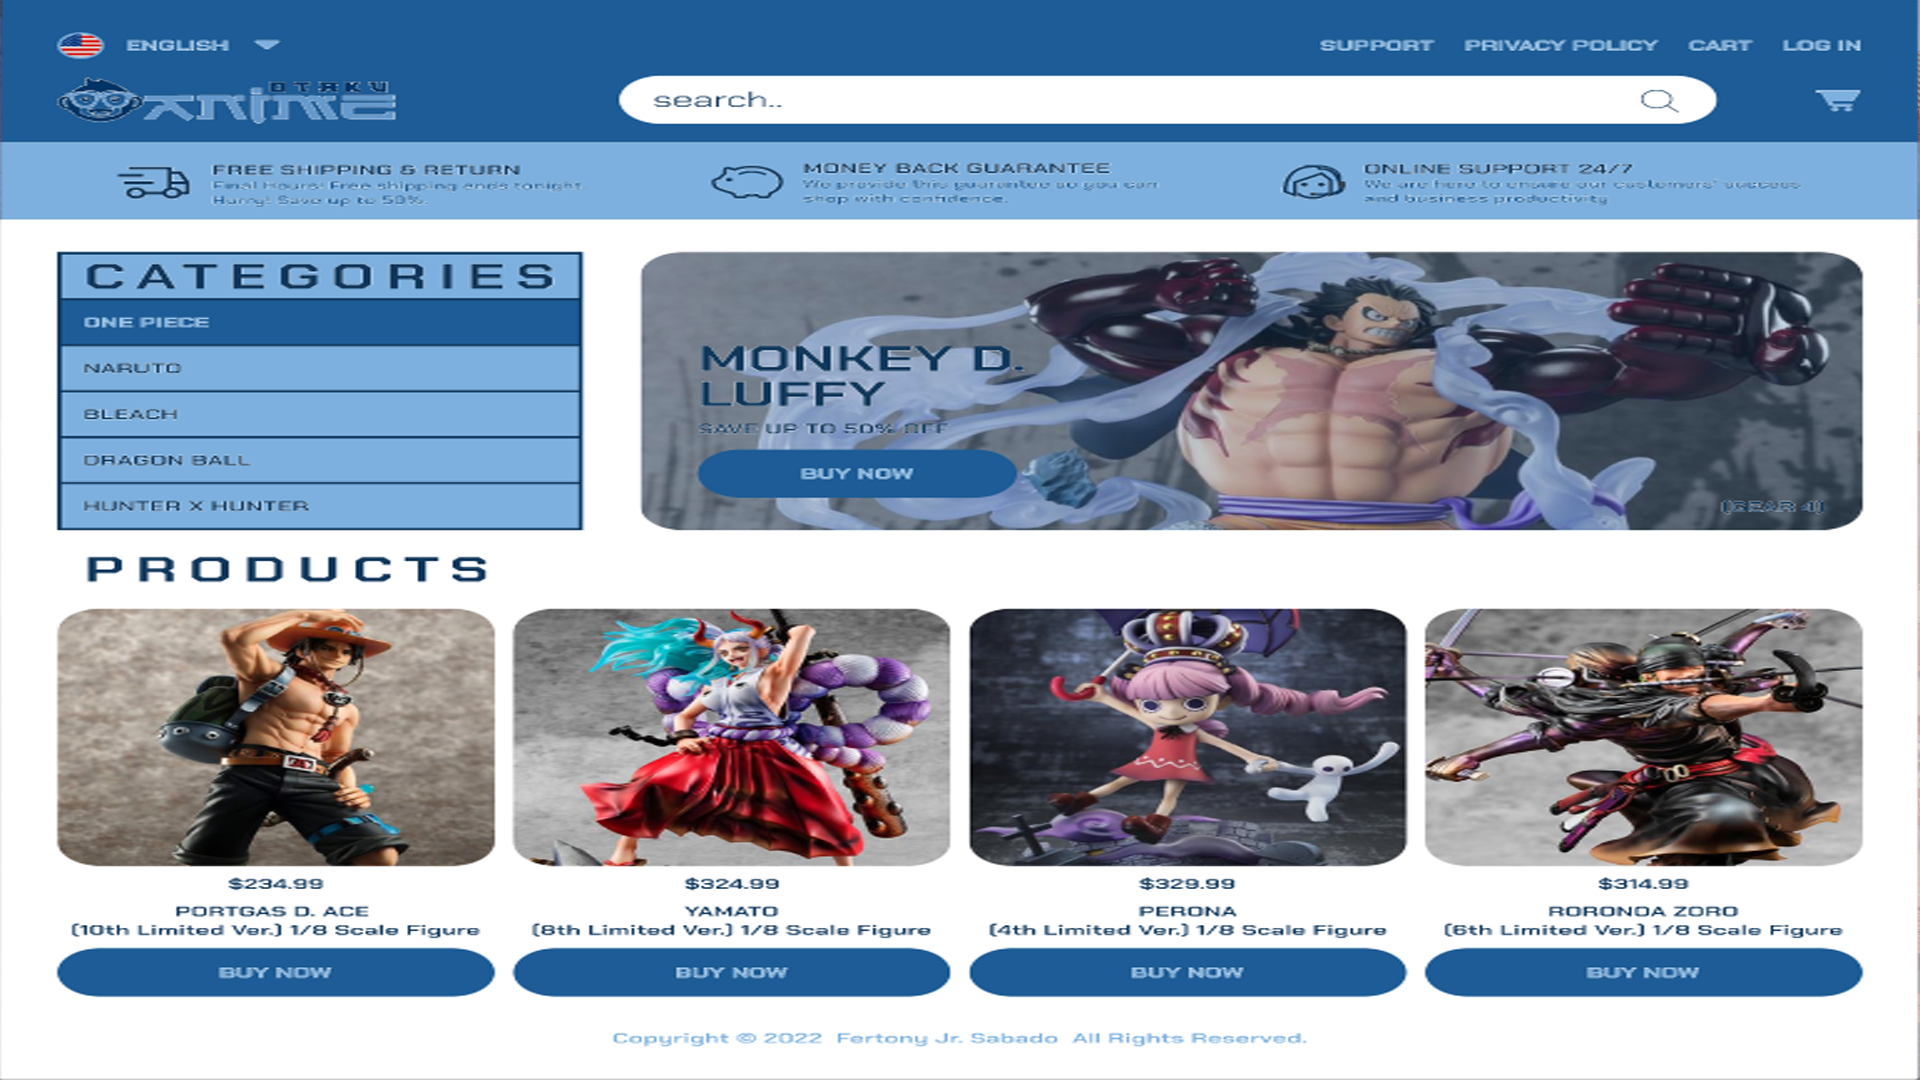 ENGLISH
SUPPORT PRIVACY POLICY CART LOG IN
OTAKU
ANIME
search..
FREE SHIPPING & RETURN
Final Hours! Free shipping ends tonight.
Hurry! Save up to 50%.
MONEY BACK GUARANTEE
We provide this guarantee so you can
shop with confidence.
ONLINE SUPPORT 24/7
We are here to ensure our customers' success
and business productivity
CATEGORIES
ONE PIECE
NARUTO
BLEACH
DRAGON BALL
HUNTER X HUNTER
MONKEY D.
LUFFY
SAVE UP TO 50% OFF
BUY NOW
(GEAR 4)
PRODUCTS
$234.99
PORTGAS D. ACE
(10th Limited Ver.) 1/8 Scale Figure
BUY NOW
$324.99
YAMATO
(8th Limited Ver.) 1/8 Scale Figure
BUY NOW
$329.99
PERONA
(4th Limited Ver.) 1/8 Scale Figure
BUY NOW
$314.99
RORONOA ZORO
(6th Limited Ver.) 1/8 Scale Figure
BUY NOW
Copyright © 2022 Fertony Jr. Sabado All Rights Reserved.